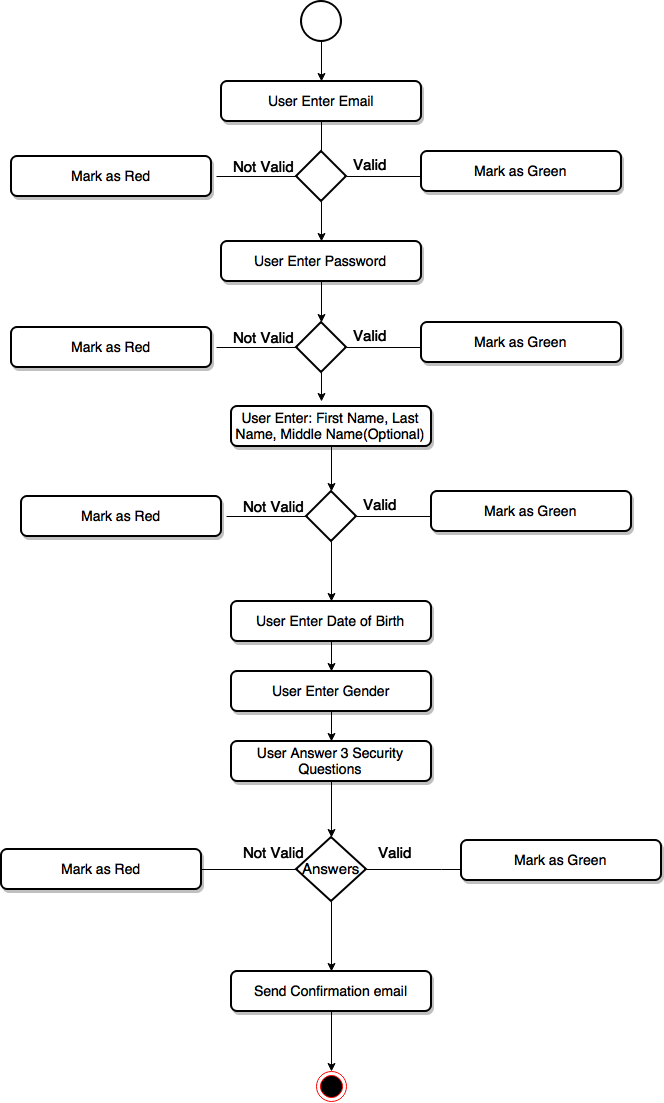 User Enter Email
Not Valid
Valid
Mark as Red
Mark as Green
User Enter Password
Not Valid
Valid
Mark as Red
Mark as Green
User Enter: First Name, Last
Name, Middle Name(Optional)
Not Valid
Valid
Mark as Red
Mark as Green
User Enter Date of Birth
User Enter Gender
User Answer 3 Security
Questions
Not Valid
Valid
Mark as Red
Answers
Mark as Green
Send Confirmation email